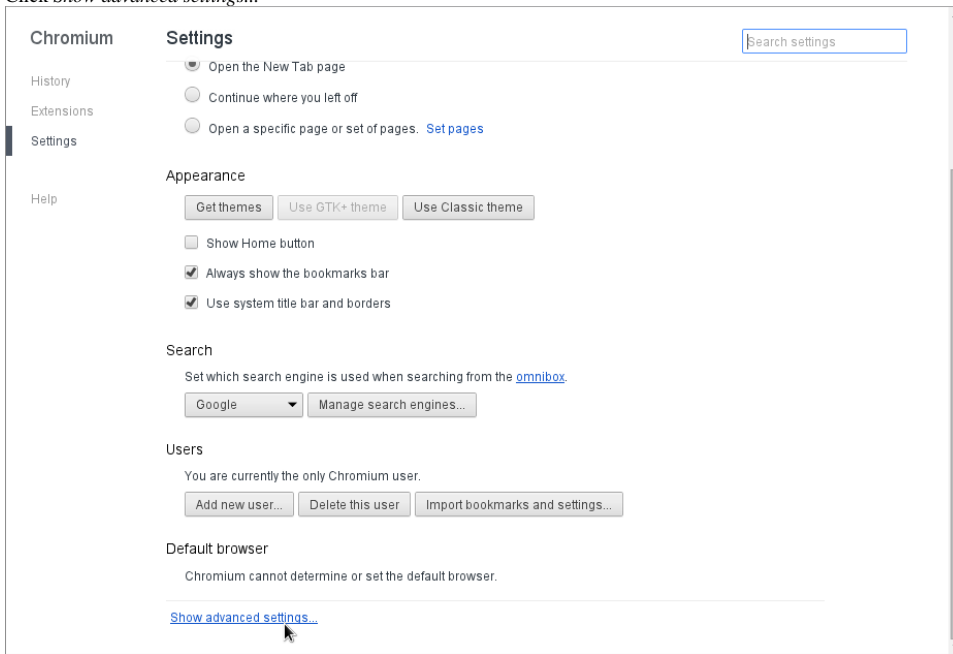 Click Show advanced settings...
Chromium
Settings
Search settings
History
Extensions
Settings
Help
Open the New Tab page
Continue where you left off
Open a specific page or set of pages. Set pages
Appearance
Get themes Use GTK+ theme Use Classic theme
Show Home button
Always show the bookmarks bar
Use system title bar and borders
Search
Set which search engine is used when searching from the omnibox.
Google Manage search engines...
Users
You are currently the only Chromium user.
Add new user... Delete this user Import bookmarks and settings...
Default browser
Chromium cannot determine or set the default browser.
Show advanced settings...